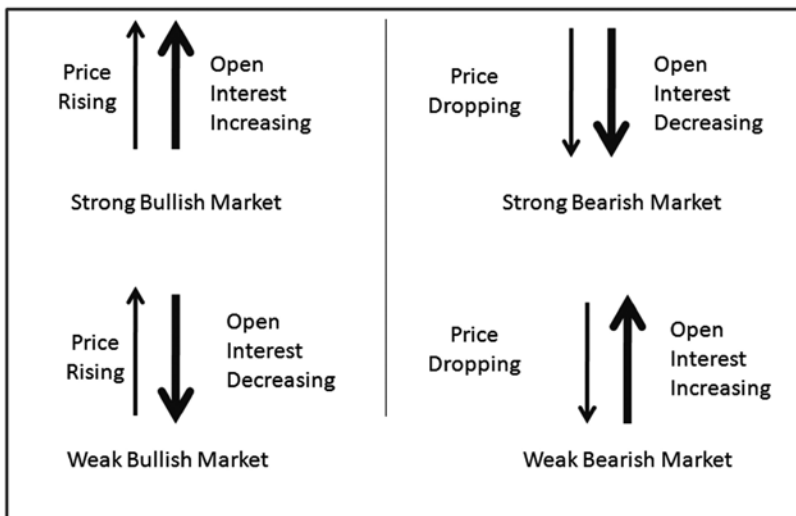 Price
Rising
Open
Interest
Increasing
Strong Bullish Market
Price
Dropping
Open
Interest
Decreasing
Strong Bearish Market
Price
Rising
Open
Interest
Decreasing
Weak Bullish Market
Price
Dropping
Open
Interest
Increasing
Weak Bearish Market